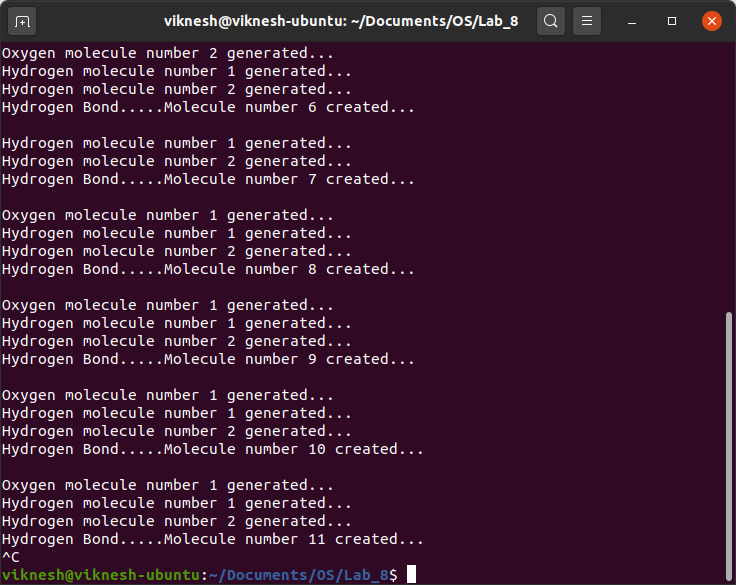 viknesh@viknesh-ubuntu: ~/Documents/OS/Lab_8
Oxygen molecule number 2 generated...
Hydrogen molecule number 1 generated...
Hydrogen molecule number 2 generated...
Hydrogen Bond.....Molecule number 6 created...
Hydrogen molecule number 1 generated...
Hydrogen molecule number 2 generated...
Hydrogen Bond.....Molecule number 7 created...
Oxygen molecule number 1 generated...
Hydrogen molecule number 1 generated...
Hydrogen molecule number 2 generated...
Hydrogen Bond.....Molecule number 8 created...
Oxygen molecule number 1 generated...
Hydrogen molecule number 1 generated...
Hydrogen molecule number 2 generated...
Hydrogen Bond.....Molecule number 9 created...
Oxygen molecule number 1 generated...
Hydrogen molecule number 1 generated...
Hydrogen molecule number 2 generated...
Hydrogen Bond.....Molecule number 10 created...
Oxygen molecule number 1 generated...
Hydrogen molecule number 1 generated...
Hydrogen molecule number 2 generated...
Hydrogen Bond.....Molecule number 11 created...
^C
viknesh@viknesh-ubuntu:~/Documents/OS/Lab_8$